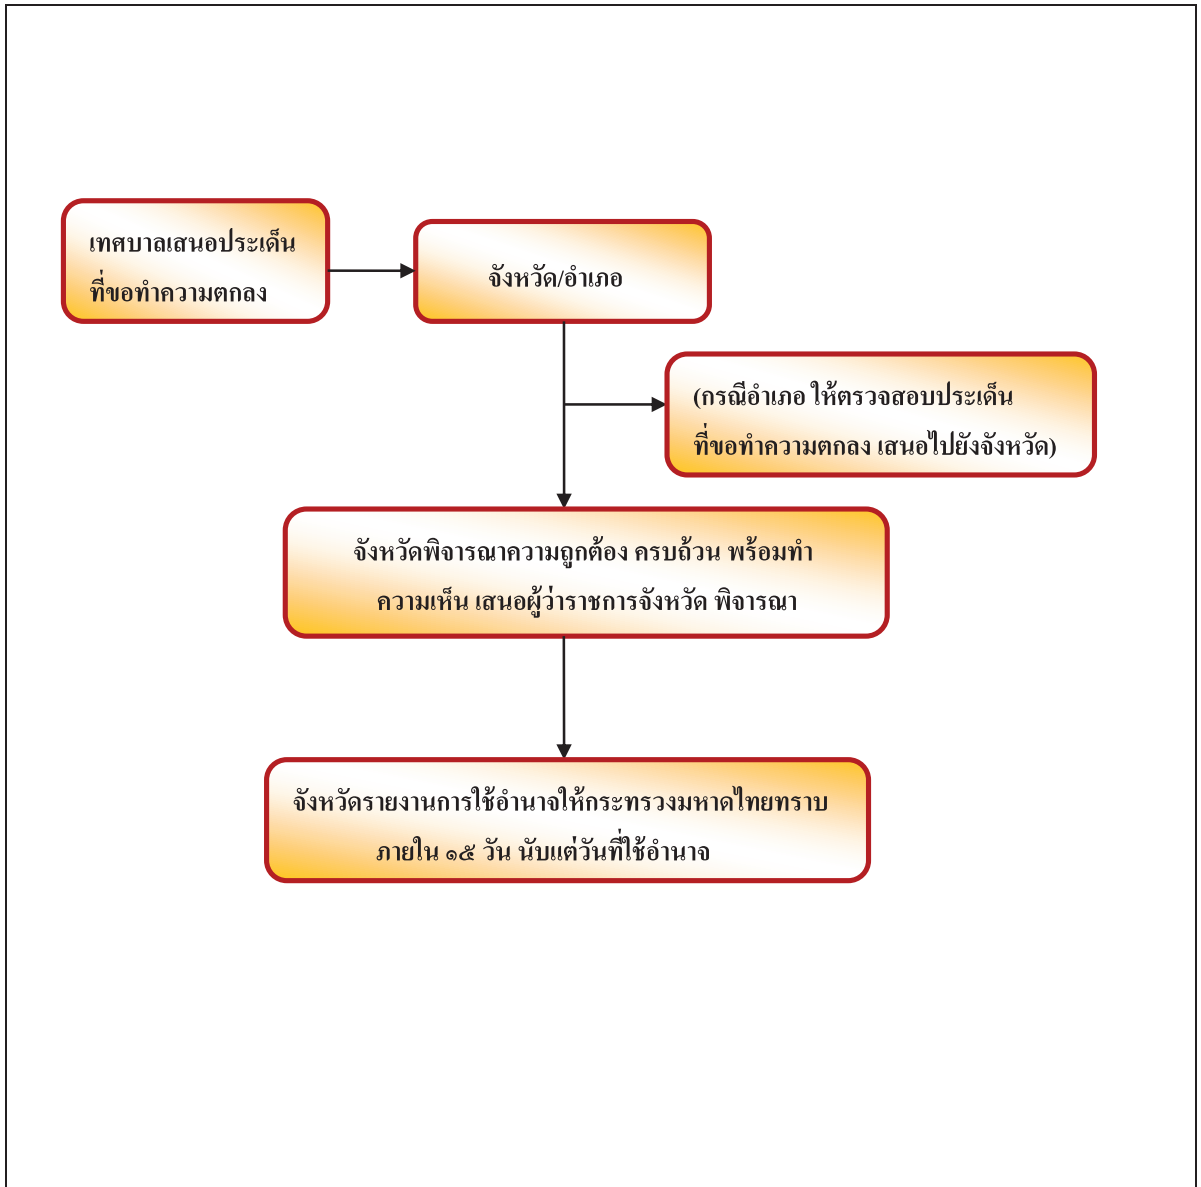 เทศบาลเสนอประเด็น
ที่ขอทำความตกลง
จังหวัด/อำเภอ
(กรณีอำเภอ ให้ตรวจสอบประเด็น
ที่ขอทำความตกลง เสนอไปยังจังหวัด)
จังหวัดพิจารณาความถูกต้อง ครบถ้วน พร้อมทำ
ความเห็น เสนอผู้ว่าราชการจังหวัด พิจารณา
จังหวัดรายงานการใช้อำนาจให้กระทรวงมหาดไทยทราบ
ภายใน ๑๕ วัน นับแต่วันที่ใช้อำนาจ